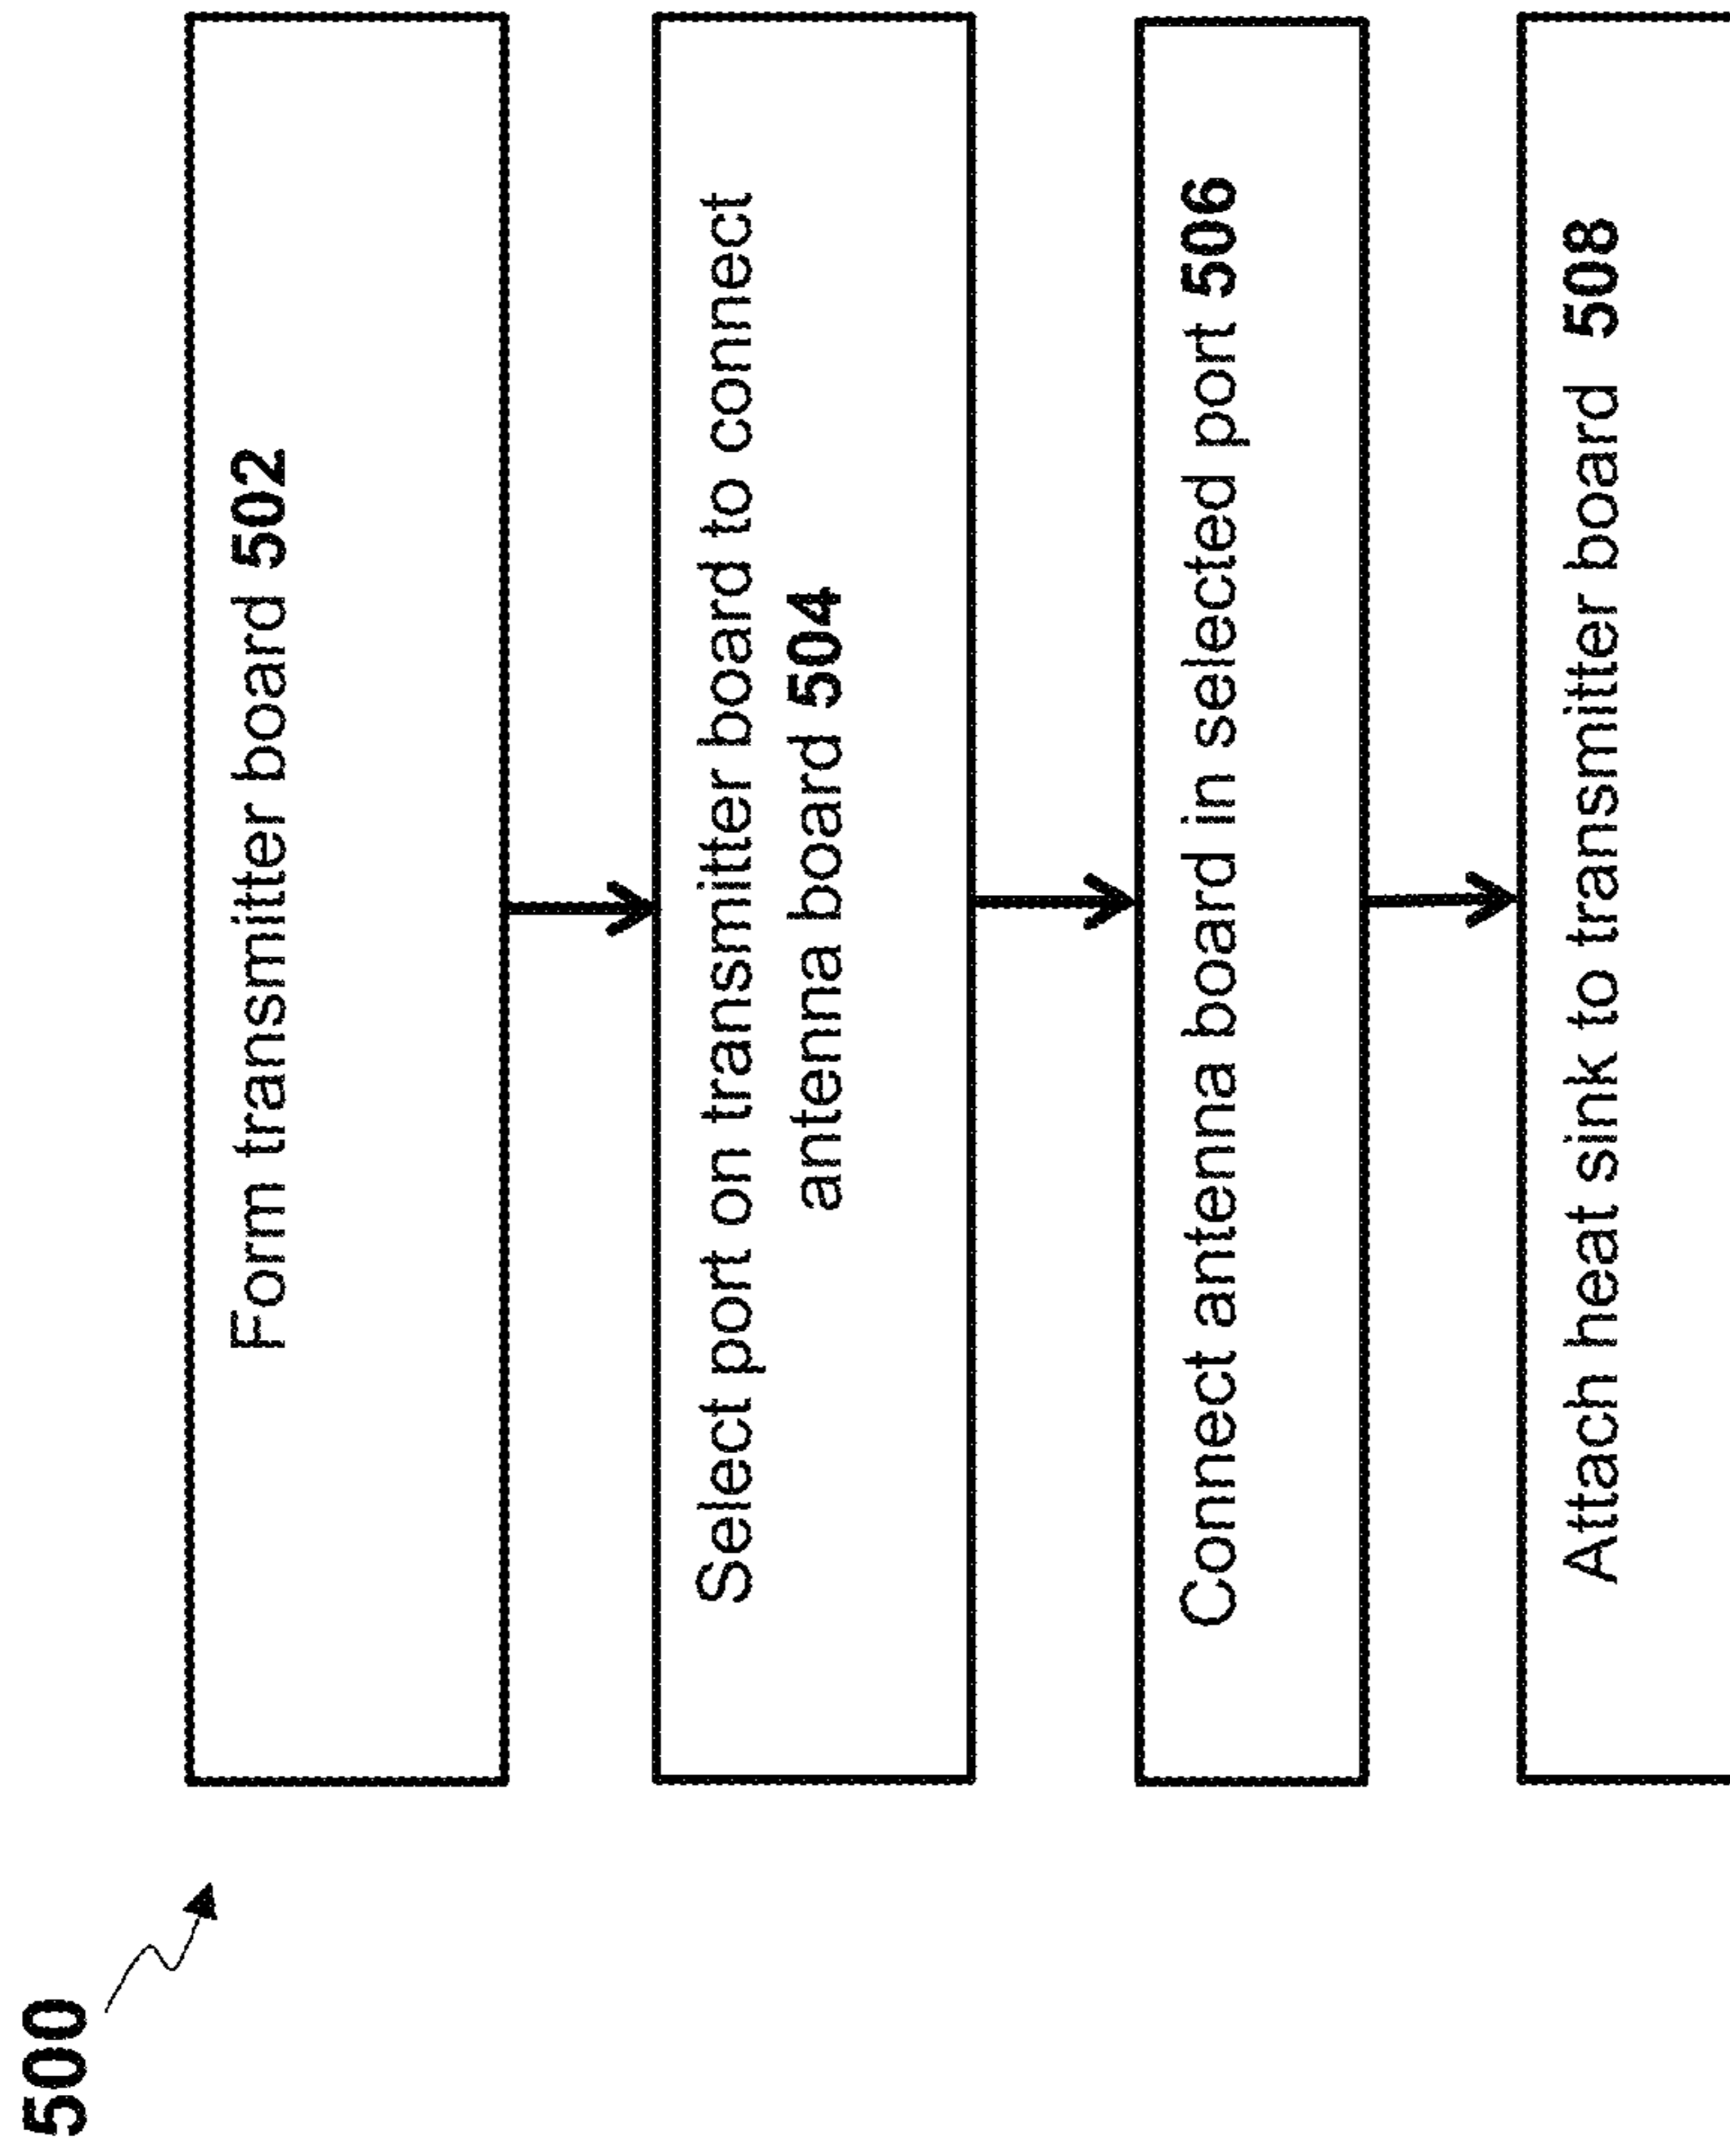 500
Form transmitter board 502
Select port on transmitter board to connect
antenna board 504
Connect antenna board in selected port 506
Attach heat sink to transmitter board 508